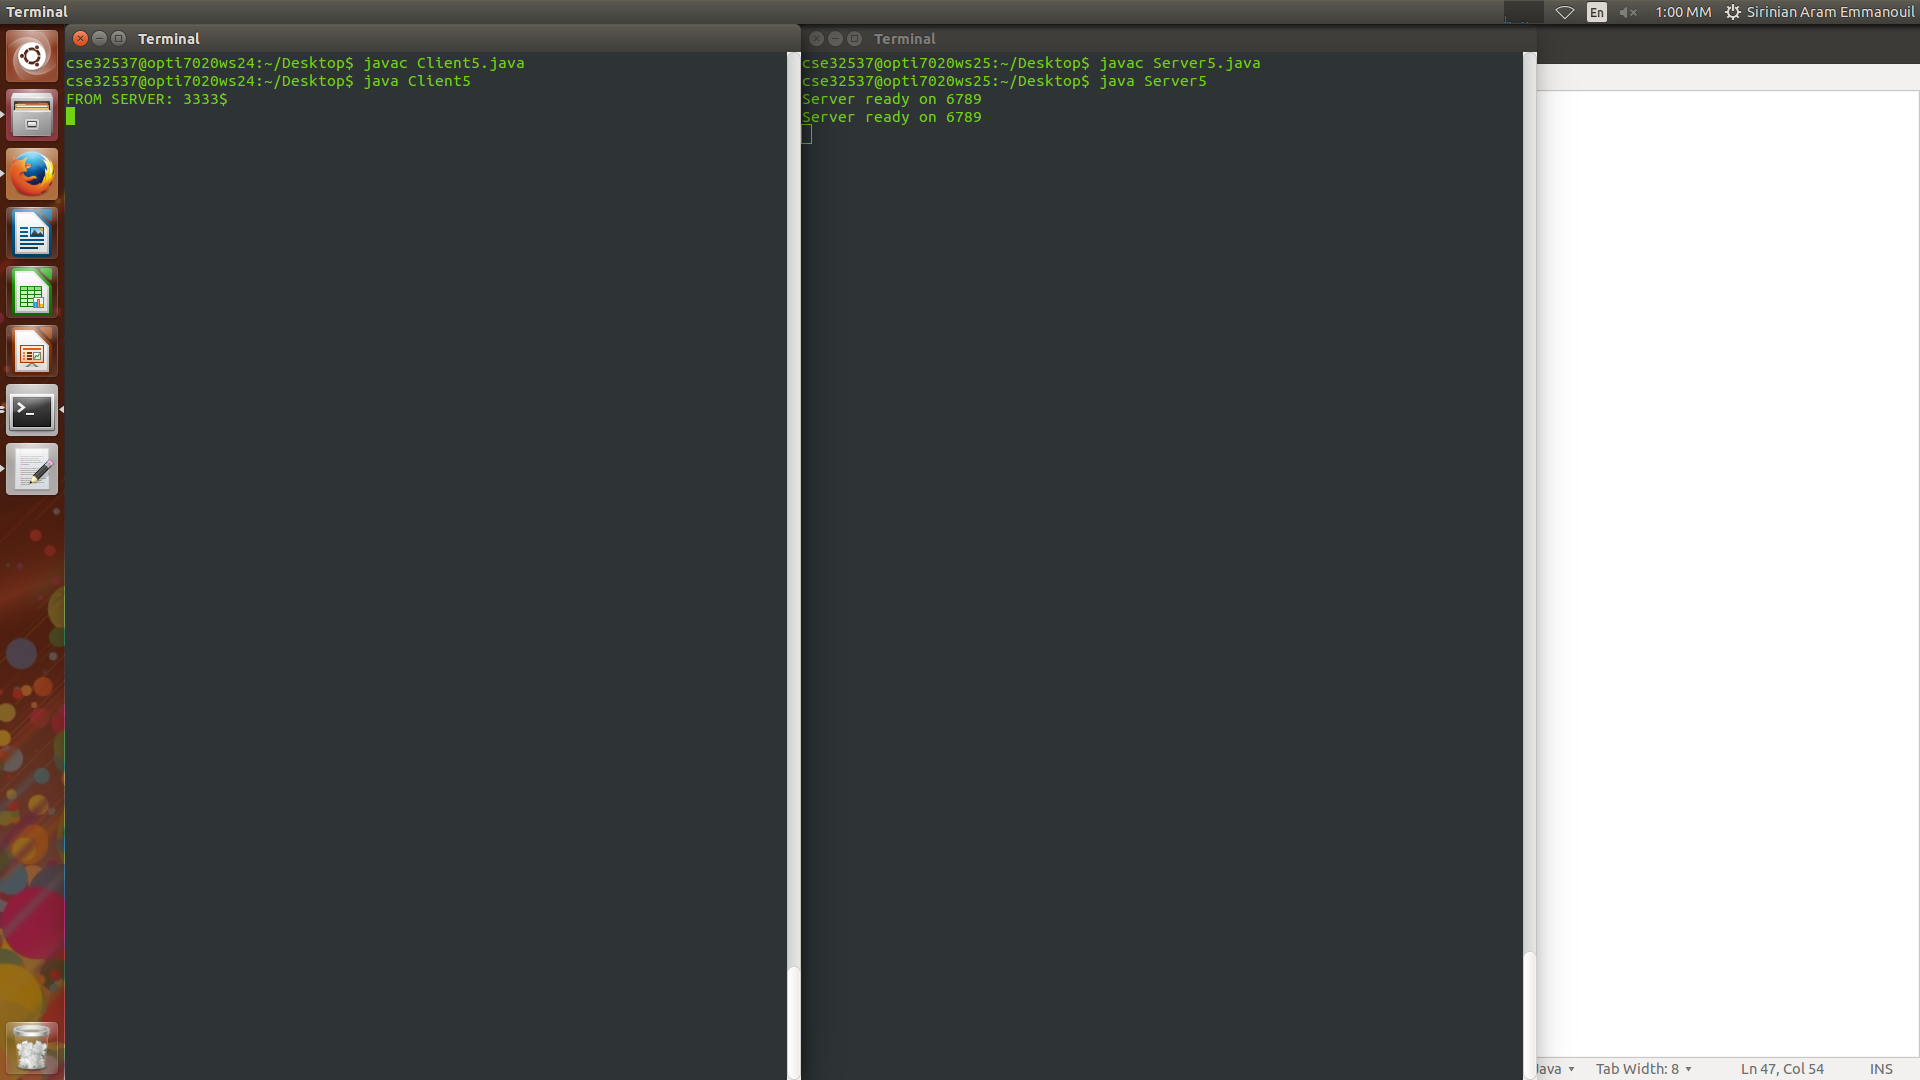 Terminal
En
1:00 MM
Sirinian Aram Emmanouil
Terminal
cse32537@opti7020ws24:~/Desktop$ javac Client5.java
cse32537@opti7020ws24:~/Desktop$ java Client5
FROM SERVER: 3333$
Terminal
cse32537@opti7020ws25:~/Desktop$ javac Server5.java
cse32537@opti7020ws25:~/Desktop$ java Server5
Server ready on 6789
Server ready on 6789
Java
Tab Width: 8
Ln 47, Col 54
INS